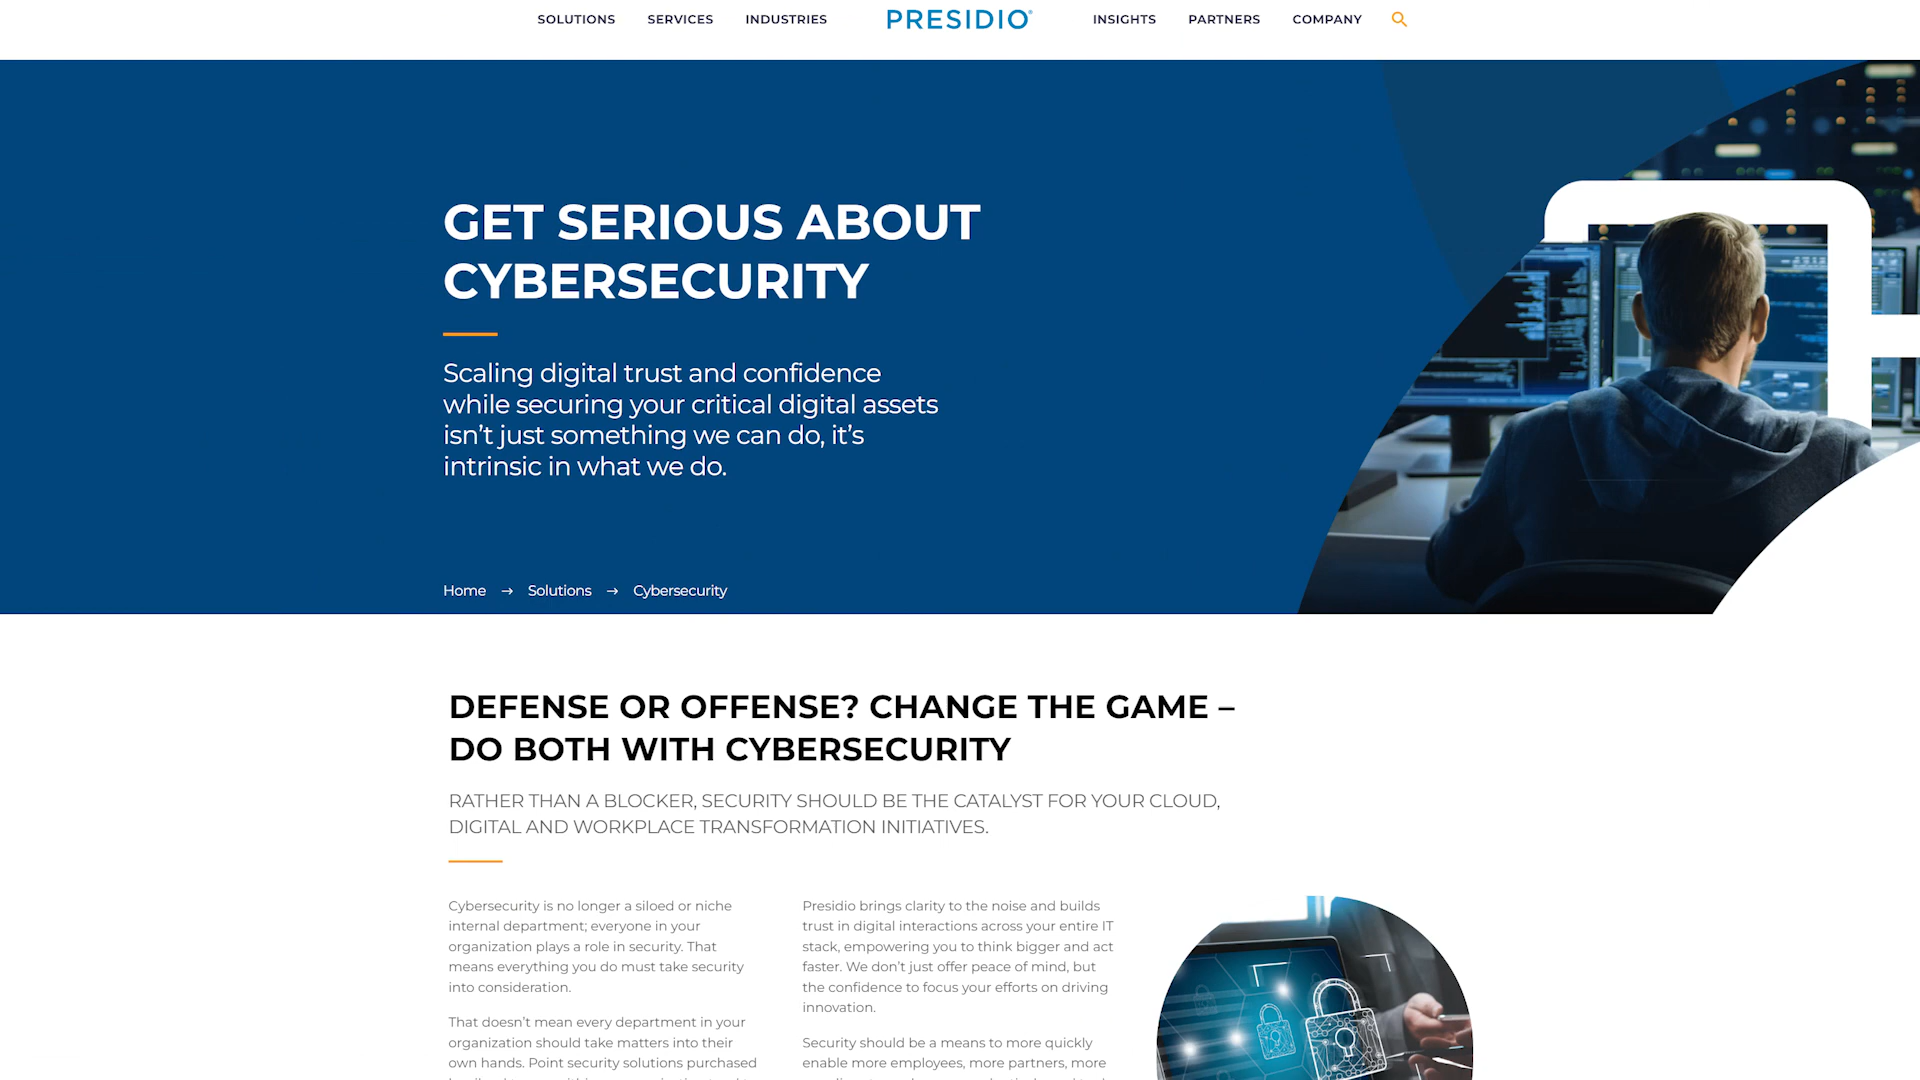 SOLUTIONS SERVICES INDUSTRIES PRESIDIO® INSIGHTS PARTNERS COMPANY
GET SERIOUS ABOUT
CYBERSECURITY
Scaling digital trust and confidence
while securing your critical digital assets
isn’t just something we can do, it’s
intrinsic in what we do.
Home → Solutions → Cybersecurity
DEFENSE OR OFFENSE? CHANGE THE GAME –
DO BOTH WITH CYBERSECURITY
RATHER THAN A BLOCKER, SECURITY SHOULD BE THE CATALYST FOR YOUR CLOUD,
DIGITAL AND WORKPLACE TRANSFORMATION INITIATIVES.
Cybersecurity is no longer a siloed or niche
internal department; everyone in your
organization plays a role in security. That
means everything you do must take security
into consideration.
That doesn’t mean every department in your
organization should take matters into their
own hands. Point security solutions purchased
Presidio brings clarity to the noise and builds
trust in digital interactions across your entire IT
stack, empowering you to think bigger and act
faster. We don’t just offer peace of mind, but
the confidence to focus your efforts on driving
innovation.
Security should be a means to more quickly
enable more employees, more partners, more